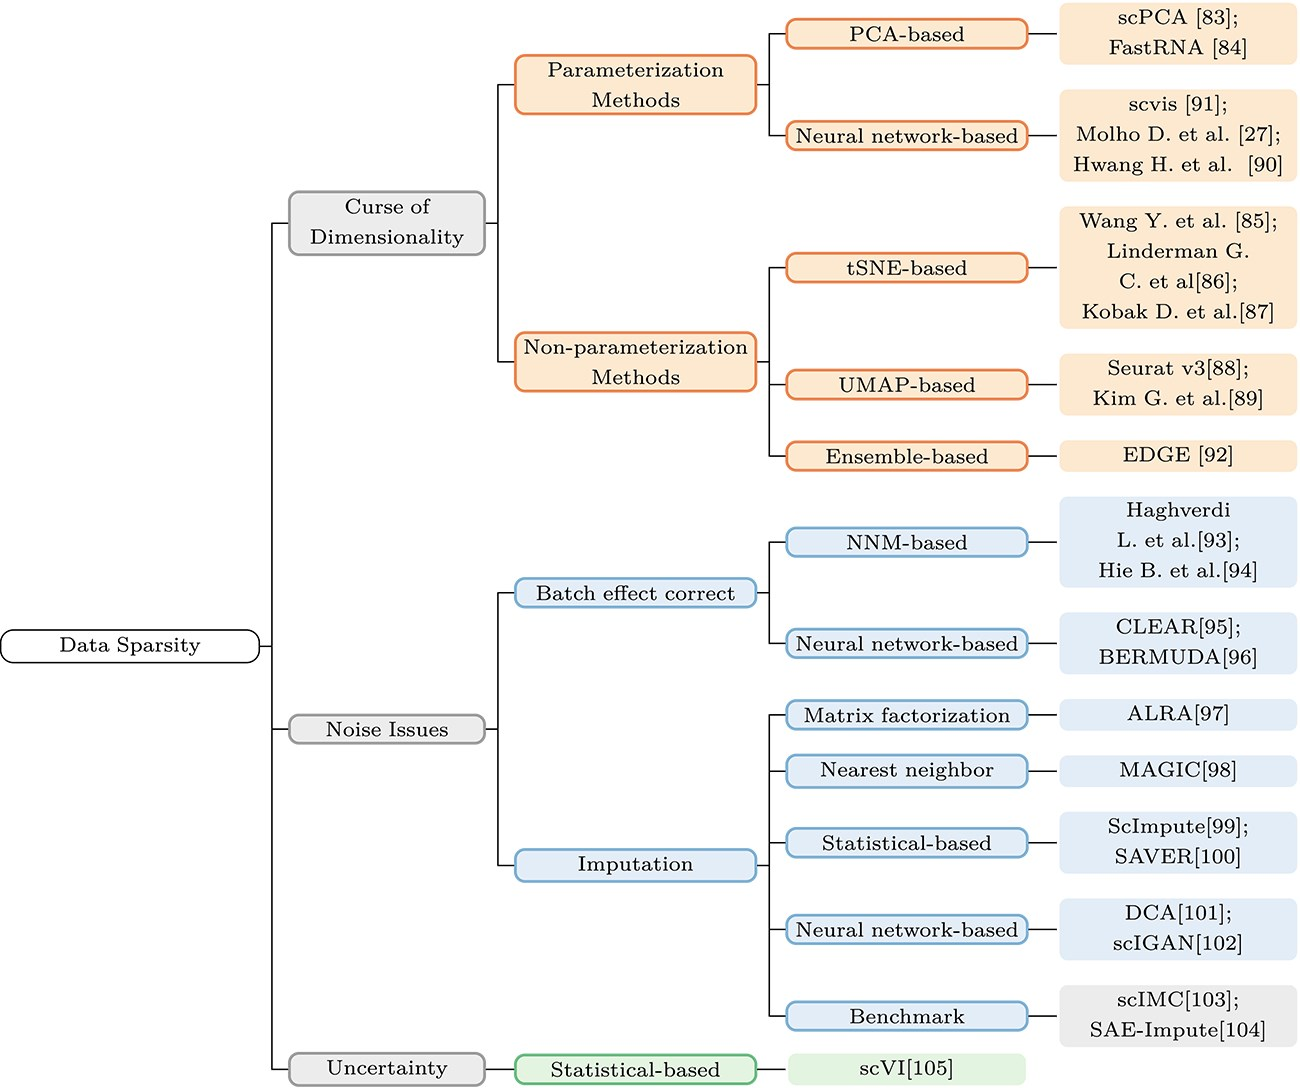 Data Sparsity
Curse of
Dimensionality
Parameterization
Methods
PCA-based
scPCA [83];
FastRNA [84]
Neural network-based
scvis [91];
Molho D. et al. [27];
Hwang H. et al. [90]
Non-parameterization
Methods
tSNE-based
Wang Y. et al. [85];
Linderman G.
C. et al[86];
Kobak D. et al.[87]
UMAP-based
Seurat v3[88];
Kim G. et al.[89]
Ensemble-based
EDGE [92]
Noise Issues
Batch effect correct
NNM-based
Haghverdi
L. et al.[93];
Hie B. et al.[94]
Neural network-based
CLEAR[95];
BERMUDA[96]
Imputation
Matrix factorization
ALRA[97]
Nearest neighbor
MAGIC[98]
Statistical-based
ScImpute[99];
SAVER[100]
Neural network-based
DCA[101];
scIGAN[102]
Benchmark
scIMC[103];
SAE-Impute[104]
Uncertainty
Statistical-based
scVI[105]